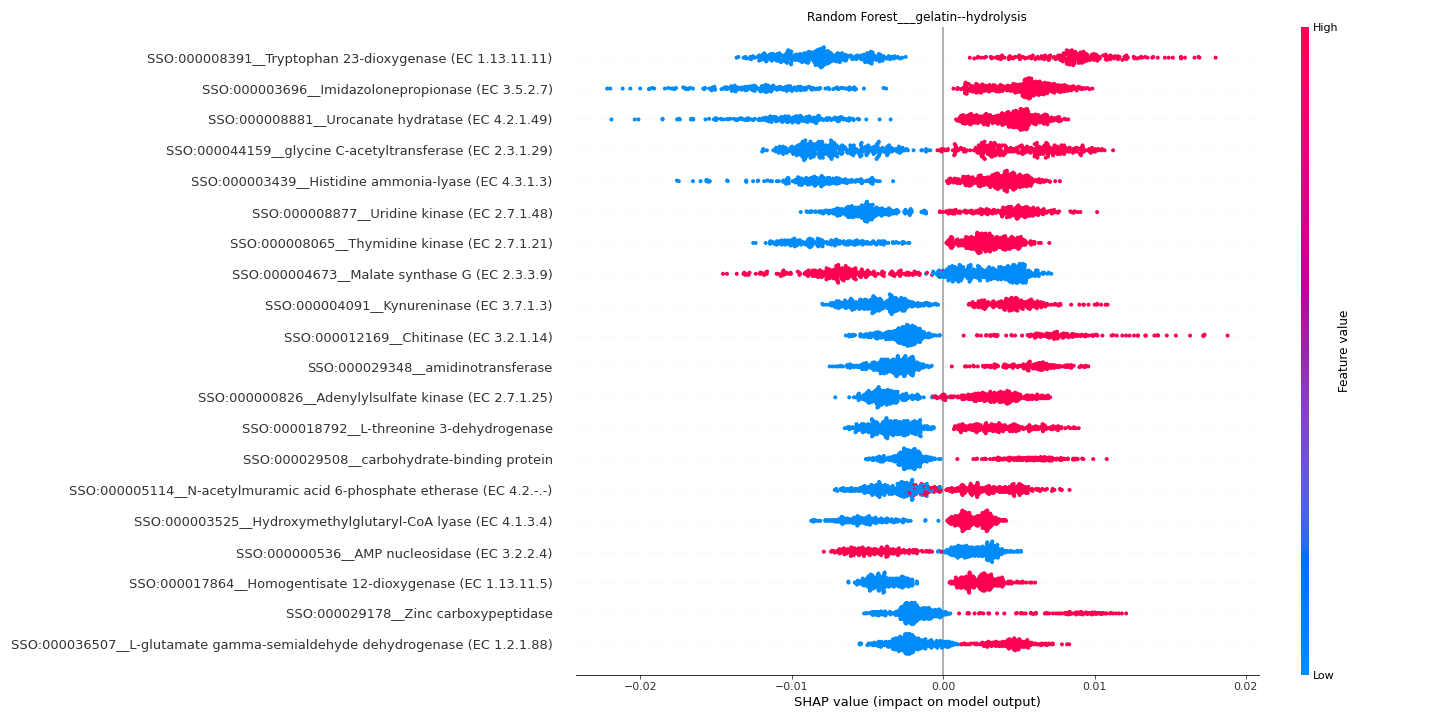 Random Forest___gelatin--hydrolysis
High
SSO:000008391__Tryptophan 23-dioxygenase (EC 1.13.11.11)
SSO:000003696__Imidazolonepropionase (EC 3.5.2.7)
SSO:000008881__Urocanate hydratase (EC 4.2.1.49)
SSO:000044159__glycine C-acetyltransferase (EC 2.3.1.29)
SSO:000003439__Histidine ammonia-lyase (EC 4.3.1.3)
SSO:000008877__Uridine kinase (EC 2.7.1.48)
SSO:000008065__Thymidine kinase (EC 2.7.1.21)
SSO:000004673__Malate synthase G (EC 2.3.3.9)
SSO:000004091__Kynureninase (EC 3.7.1.3)
SSO:000012169__Chitinase (EC 3.2.1.14)
SSO:000029348__amidinotransferase
SSO:000000826__Adenylylsulfate kinase (EC 2.7.1.25)
SSO:000018792__L-threonine 3-dehydrogenase
SSO:000029508__carbohydrate-binding protein
SSO:000005114__N-acetylmuramic acid 6-phosphate etherase (EC 4.2.-.-)
SSO:000003525__Hydroxymethylglutaryl-CoA lyase (EC 4.1.3.4)
SSO:000000536__AMP nucleosidase (EC 3.2.2.4)
SSO:000017864__Homogentisate 12-dioxygenase (EC 1.13.11.5)
SSO:000029178__Zinc carboxypeptidase
SSO:000036507__L-glutamate gamma-semialdehyde dehydrogenase (EC 1.2.1.88)
Feature value
Low
−0.02 −0.01 0.00 0.01 0.02
SHAP value (impact on model output)